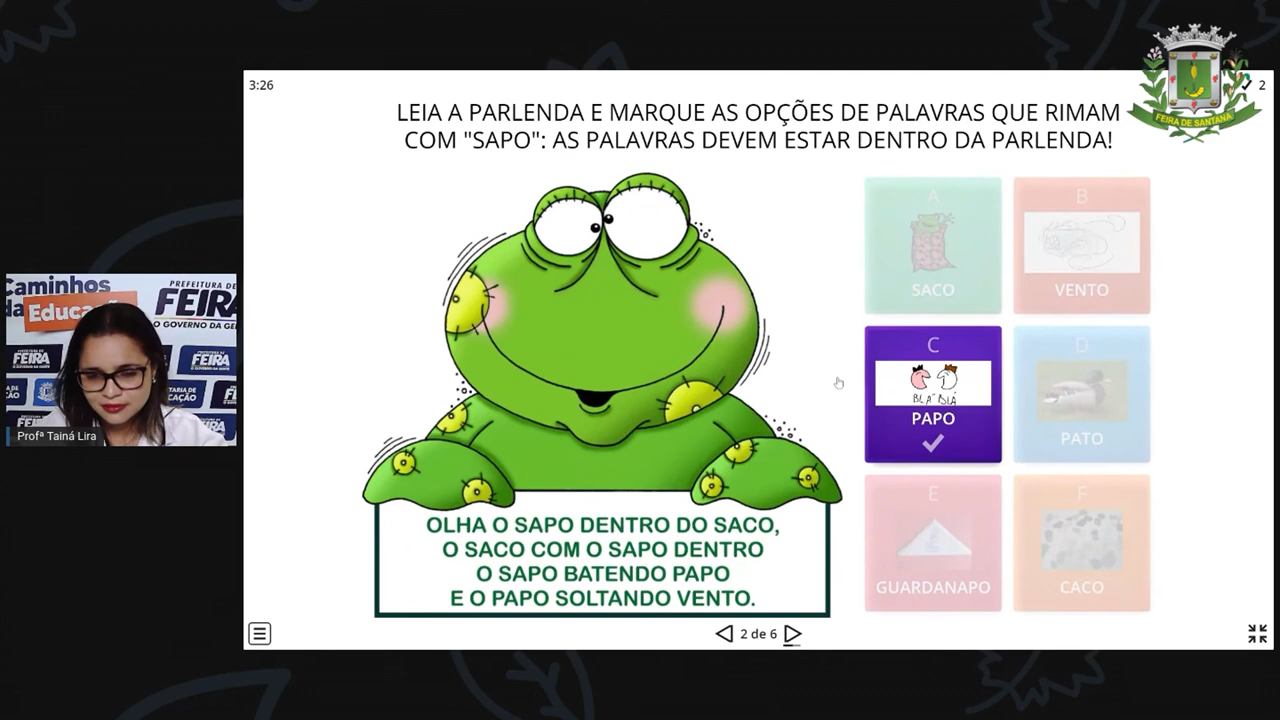 3:26
2
FEIRA DE SANTANA
LEIA A PARLENDA E MARQUE AS OPÇÕES DE PALAVRAS QUE RIMAM
COM "SAPO": AS PALAVRAS DEVEM ESTAR DENTRO DA PARLENDA!
A
SACO
B
VENTO
C
BLÁ BLÁ
PAPO
D
PATO
E
GUARDANAPO
F
CACO
OLHA O SAPO DENTRO DO SACO,
O SACO COM O SAPO DENTRO
O SAPO BATENDO PAPO
E O PAPO SOLTANDO VENTO.
2 de 6
Caminhos
da Educação
PREFEITURA DE
FEIRA
O GOVERNO DA GE
FEIRA
FEIRA
Profª Tainá Lira